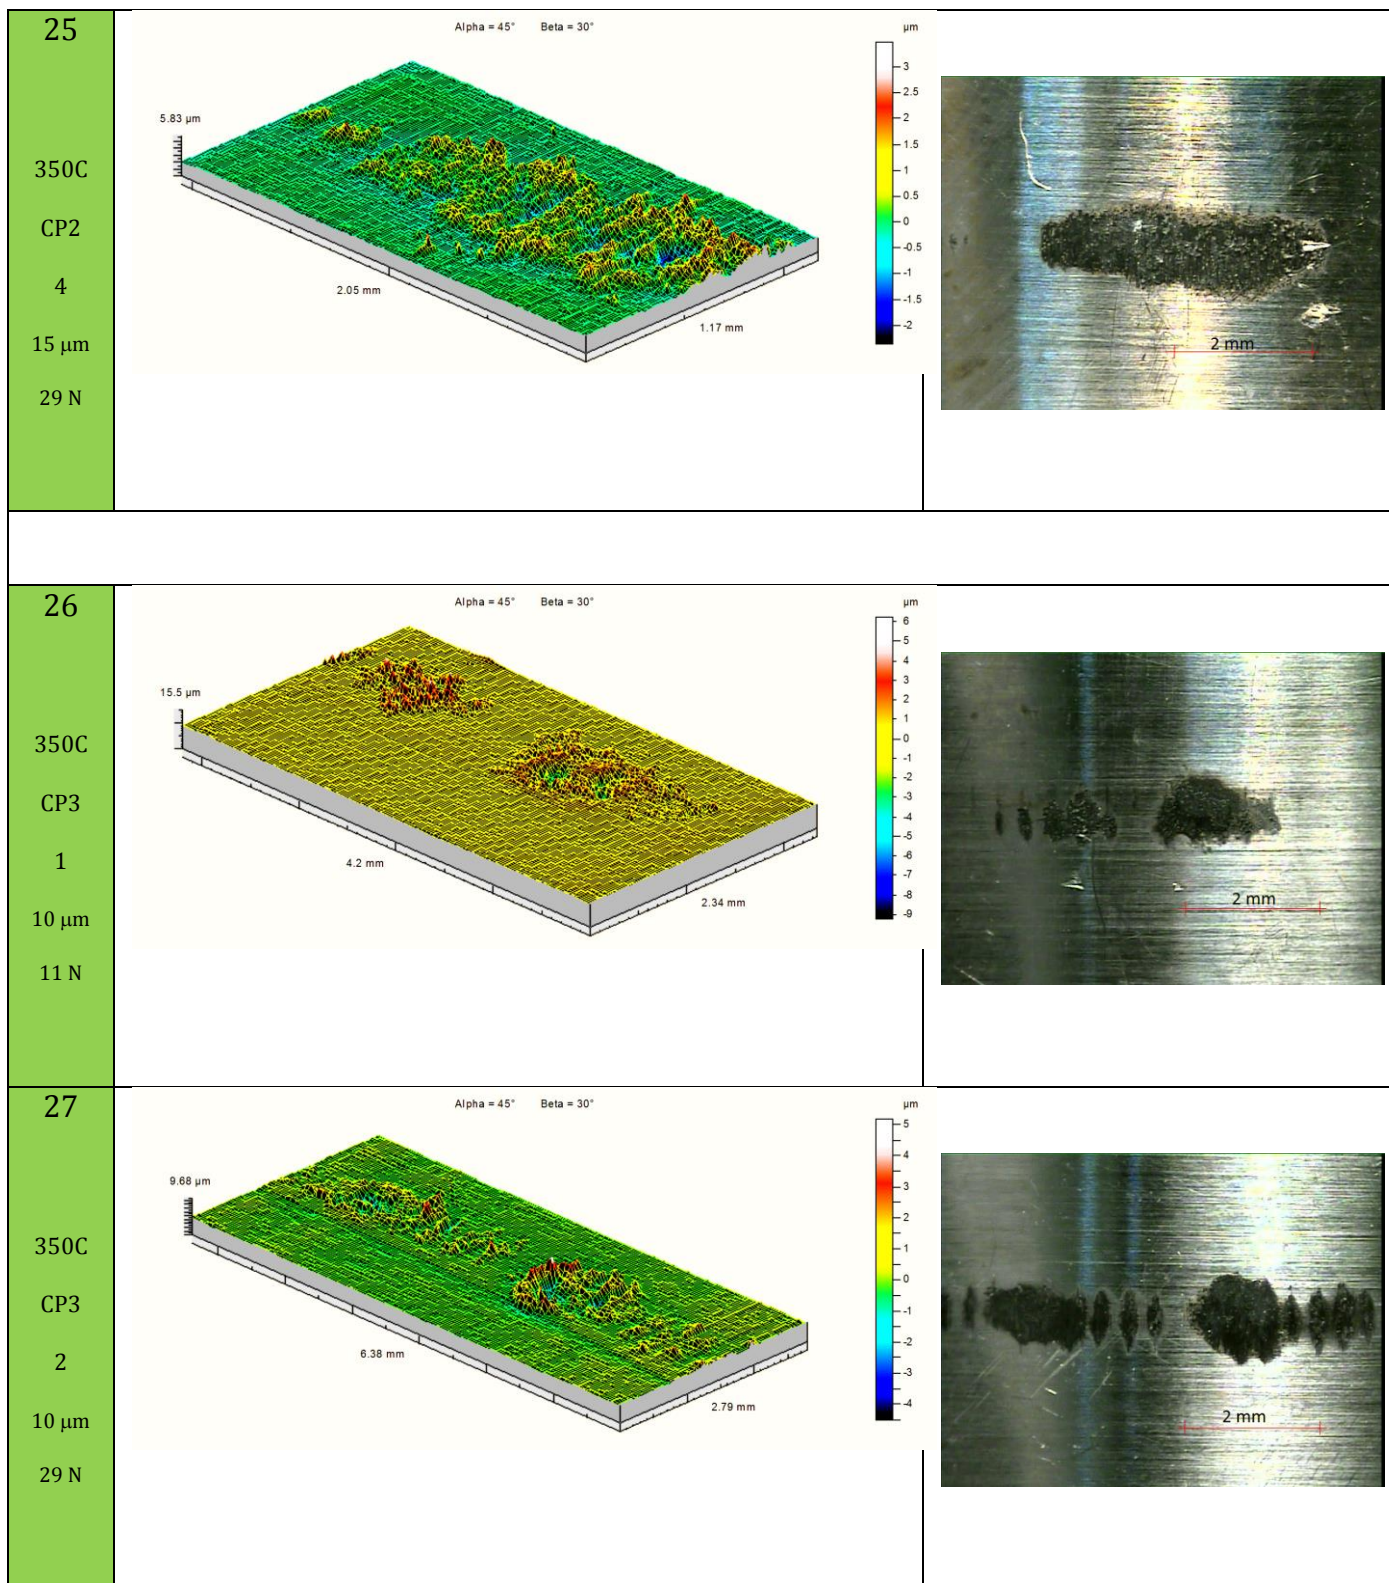 25
350C
CP2
4
15 μm
29 N
Alpha = 45° Beta = 30°
µm
5.83 µm
2.05 mm
1.17 mm
3
2.5
2
1.5
1
0.5
0
-0.5
-1
-1.5
-2
2 mm
26
350C
CP3
1
10 μm
11 N
Alpha = 45° Beta = 30°
µm
15.5 µm
4.2 mm
2.34 mm
6
5
4
3
2
1
0
-1
-2
-3
-4
-5
-6
-7
-8
-9
2 mm
27
350C
CP3
2
10 μm
29 N
Alpha = 45° Beta = 30°
µm
9.68 µm
6.38 mm
2.79 mm
5
4
3
2
1
0
-1
-2
-3
-4
2 mm